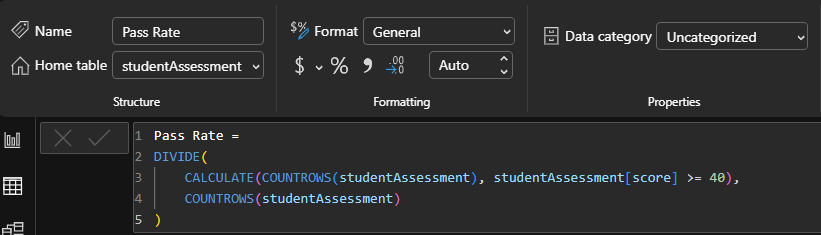 Name Pass Rate
Home table studentAssessment
Structure
$% Format General
$ % , .00 →0 Auto
Formatting
Data category Uncategorized
Properties
1 Pass Rate =
2 DIVIDE(
3 CALCULATE(COUNTROWS(studentAssessment), studentAssessment[score] >= 40),
4 COUNTROWS(studentAssessment)
5 )